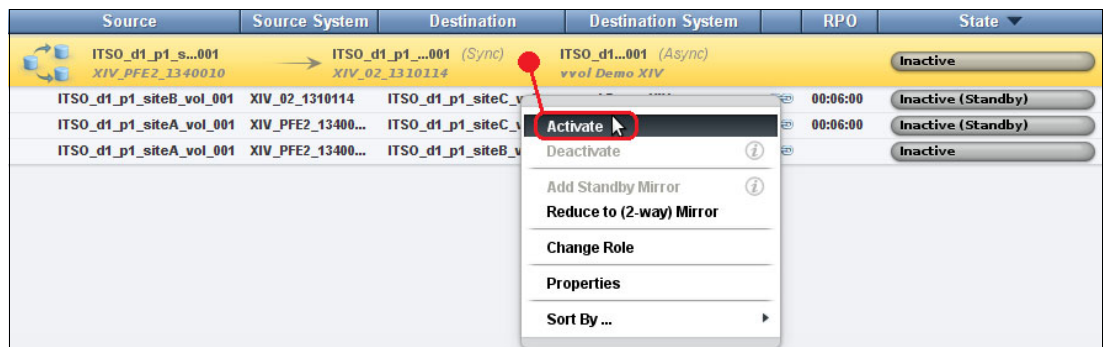 Source Source System Destination Destination System RPO State
ITSO_d1_p1_s...001 ITSO_d1_p1_...001 (Sync) ITSO_d1...001 (Async) Inactive
XIV_PFE2_1340010 XIV_02_1310114 vvol Demo XIV
ITSO_d1_p1_siteB_vol_001 XIV_02_1310114 ITSO_d1_p1_siteC_v 00:06:00 Inactive (Standby)
ITSO_d1_p1_siteA_vol_001 XIV_PFE2_13400... ITSO_d1_p1_siteC_v 00:06:00 Inactive (Standby)
ITSO_d1_p1_siteA_vol_001 XIV_PFE2_13400... ITSO_d1_p1_siteB_v Inactive
Activate
Deactivate
Add Standby Mirror
Reduce to (2-way) Mirror
Change Role
Properties
Sort By ...